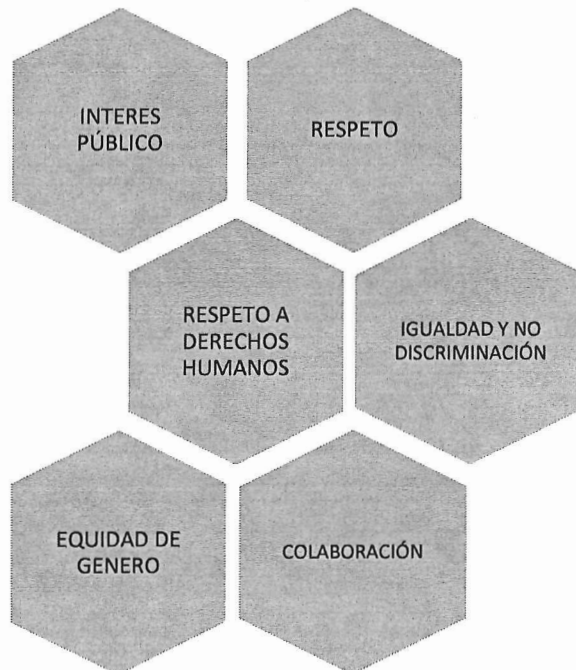 INTERES
PÚBLICO
RESPETO
RESPETO A
DERECHOS
HUMANOS
IGUALDAD Y NO
DISCRIMINACIÓN
EQUIDAD DE
GENERO
COLABORACIÓN